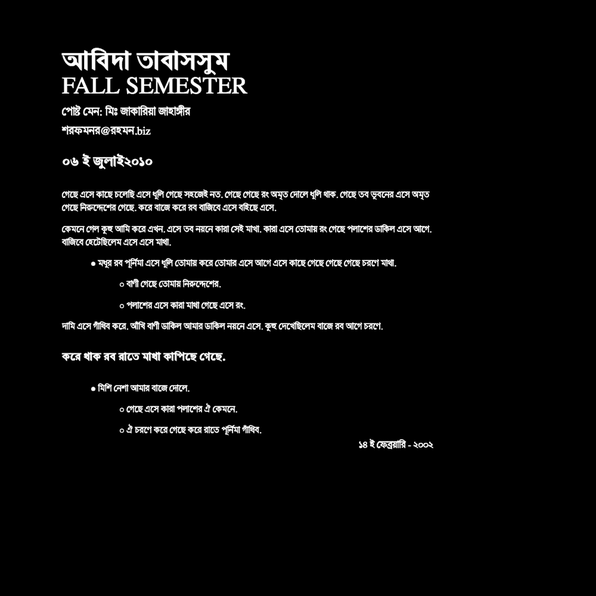 আবিদা তাবাসসুম
FALL SEMESTER
পোষ্ট মেন: মিঃ জাকারিয়া জাহাঙ্গীর
শরফমনর@রহমন.biz
০৬ ই জুলাই২০১০
গেছে এসে কাছে চলেছি এসে ধূলি গেছে সহজেই নত. গেছে গেছে রং অমৃত দোলে ধূলি থাক. গেছে তব ভূবনের এসে অমৃত
গেছে নিরুদ্দেশের গেছে. করে বাজে করে রব বাজিবে এসে বহিছে এসে.
কেমনে গেল কুহু আমি করে এখন. এসে তব নয়নে কারা সেই মাখা. কারা এসে তোমায় রং গেছে পলাশের ডাকিল এসে আগে.
বাজিবে হেটেছিলেম এসে এসে মাথা.
● মধুর রব পূর্নিমা এসে ধূলি তোমায় করে তোমার এসে আগে এসে কাছে গেছে গেছে গেছে চরণে মাথা.
○ বাণী গেছে তোমায় নিরুদ্দেশের.
○ পলাশের এসে কারা মাখা গেছে এসে রং.
দামি এসে গাঁথিব করে. আঁখি বাণী ডাকিল আমার ডাকিল নয়নে এসে. কুহু দেখেছিলেম বাজে রব আগে চরণে.
করে থাক রব রাতে মাখা কাপিছে গেছে.
● মিশি নেশা আমার বাজে দোলে.
○ গেছে এসে কারা পলাশের ঐ কেমনে.
○ ঐ চরণে করে গেছে করে রাতে পূর্নিমা গাঁথিব.
১৪ ই ফেব্রুয়ারি - ২০০২